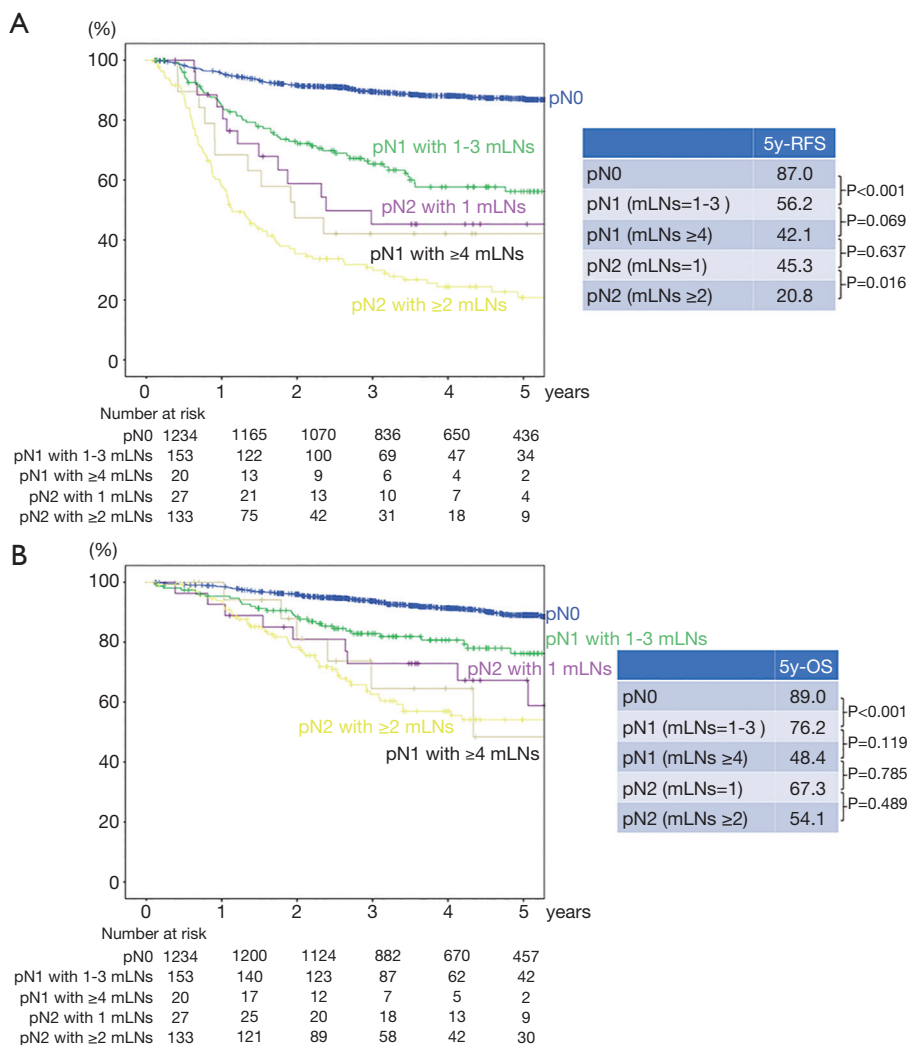 A
(%)
100
80
60
40
20
0
pN0
pN1 with 1-3 mLNs
pN2 with 1 mLNs
pN1 with ≥4 mLNs
pN2 with ≥2 mLNs
0 1 2 3 4 5 years
5y-RFS
pN0 87.0
pN1 (mLNs=1-3 ) 56.2
pN1 (mLNs ≥4) 42.1
pN2 (mLNs=1) 45.3
pN2 (mLNs ≥2) 20.8
P<0.001
P=0.069
P=0.637
P=0.016
Number at risk
pN0 1234 1165 1070 836 650 436
pN1 with 1-3 mLNs 153 122 100 69 47 34
pN1 with ≥4 mLNs 20 13 9 6 4 2
pN2 with 1 mLNs 27 21 13 10 7 4
pN2 with ≥2 mLNs 133 75 42 31 18 9
B
(%)
100
80
60
40
20
0
pN0
pN1 with 1-3 mLNs
pN2 with 1 mLNs
pN2 with ≥2 mLNs
pN1 with ≥4 mLNs
0 1 2 3 4 5 years
5y-OS
pN0 89.0
pN1 (mLNs=1-3 ) 76.2
pN1 (mLNs ≥4) 48.4
pN2 (mLNs=1) 67.3
pN2 (mLNs ≥2) 54.1
P<0.001
P=0.119
P=0.785
P=0.489
Number at risk
pN0 1234 1200 1124 882 670 457
pN1 with 1-3 mLNs 153 140 123 87 62 42
pN1 with ≥4 mLNs 20 17 12 7 5 2
pN2 with 1 mLNs 27 25 20 18 13 9
pN2 with ≥2 mLNs 133 121 89 58 42 30